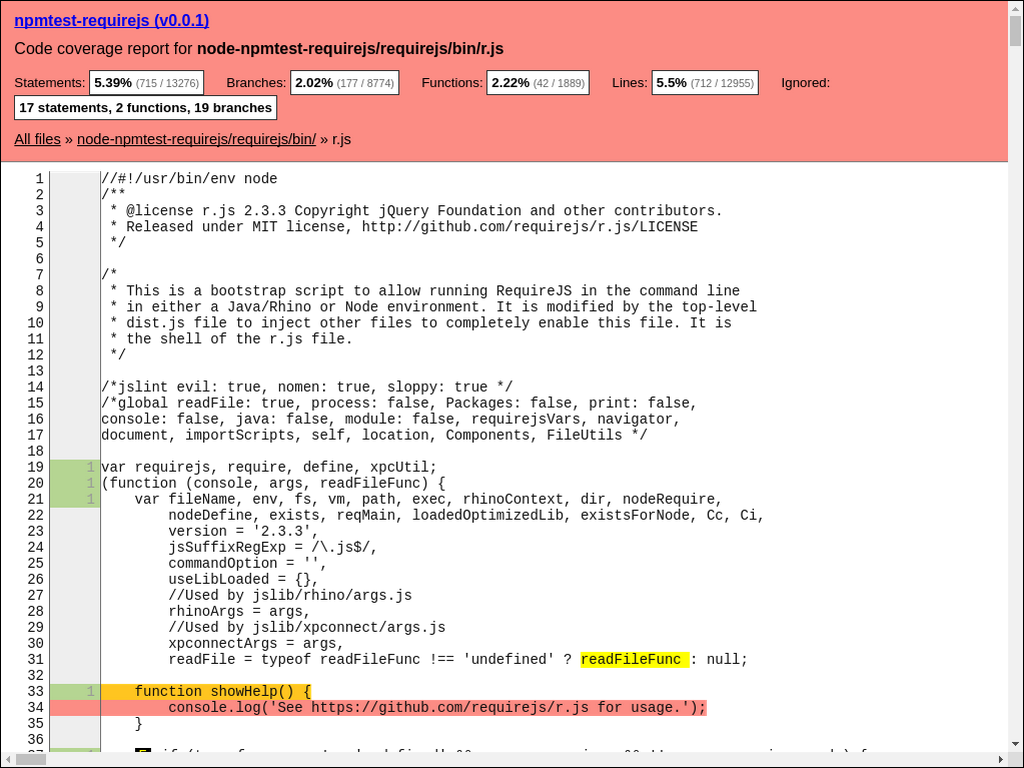 npmtest-requirejs (v0.0.1)
Code coverage report for node-npmtest-requirejs/requirejs/bin/r.js
Statements: 5.39% (715 / 13276) Branches: 2.02% (177 / 8774) Functions: 2.22% (42 / 1889) Lines: 5.5% (712 / 12955) Ignored:
17 statements, 2 functions, 19 branches
All files » node-npmtest-requirejs/requirejs/bin/ » r.js
1 //#!/usr/bin/env node
2 /**
3  * @license r.js 2.3.3 Copyright jQuery Foundation and other contributors.
4  * Released under MIT license, http://github.com/requirejs/r.js/LICENSE
5  */
6
7 /*
8  * This is a bootstrap script to allow running RequireJS in the command line
9  * in either a Java/Rhino or Node environment. It is modified by the top-level
10  * dist.js file to inject other files to completely enable this file. It is
11  * the shell of the r.js file.
12  */
13
14 /*jslint evil: true, nomen: true, sloppy: true */
15 /*global readFile: true, process: false, Packages: false, print: false,
16 console: false, java: false, module: false, requirejsVars, navigator,
17 document, importScripts, self, location, Components, FileUtils */
18
19 1 var requirejs, require, define, xpcUtil;
20 1 (function (console, args, readFileFunc) {
21 1     var fileName, env, fs, vm, path, exec, rhinoContext, dir, nodeRequire,
22         nodeDefine, exists, reqMain, loadedOptimizedLib, existsForNode, Cc, Ci,
23         version = '2.3.3',
24         jsSuffixRegExp = /\.js$/,
25         commandOption = '',
26         useLibLoaded = {},
27         //Used by jslib/rhino/args.js
28         rhinoArgs = args,
29         //Used by jslib/xpconnect/args.js
30         xpconnectArgs = args,
31         readFile = typeof readFileFunc !== 'undefined' ? readFileFunc : null;
32
33 1     function showHelp() {
34         console.log('See https://github.com/requirejs/r.js for usage.');
35     }
36